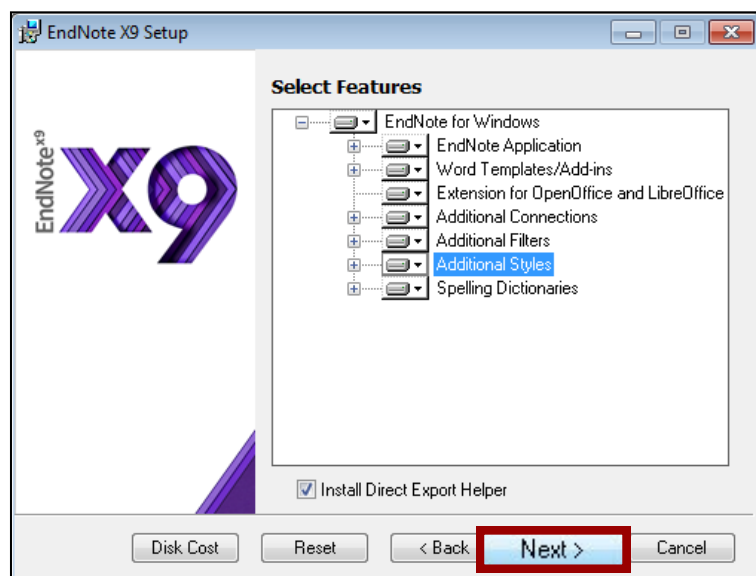 EndNote X9 Setup
Select Features
EndNote for Windows
EndNote Application
Word Templates/Add-ins
Extension for OpenOffice and LibreOffice
Additional Connections
Additional Filters
Additional Styles
Spelling Dictionaries
EndNote x9
X9
Install Direct Export Helper
Disk Cost
Reset
< Back
Next >
Cancel